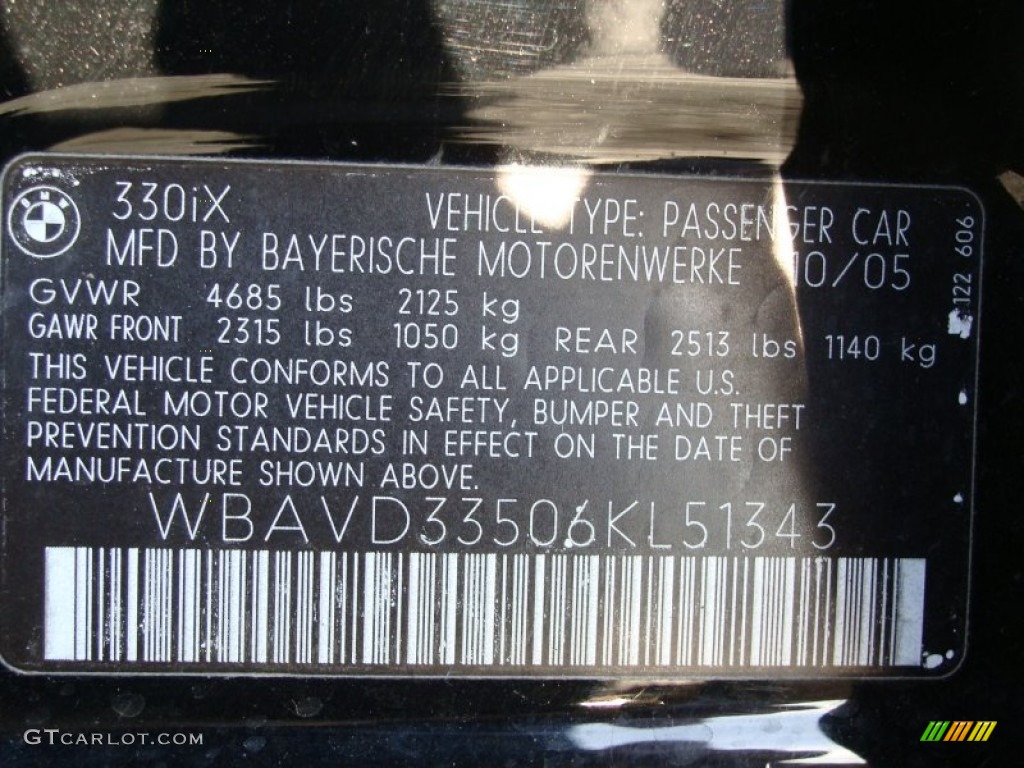 330iX VEHICLE TYPE: PASSENGER CAR
MFD BY BAYERISCHE MOTORENWERKE 10/05
GVWR 4685 lbs 2125 kg
GAWR FRONT 2315 lbs 1050 kg REAR 2513 lbs 1140 kg
THIS VEHICLE CONFORMS TO ALL APPLICABLE U.S.
FEDERAL MOTOR VEHICLE SAFETY, BUMPER AND THEFT
PREVENTION STANDARDS IN EFFECT ON THE DATE OF
MANUFACTURE SHOWN ABOVE.
WBAVD33506KL51343
BMW
GTcarlot.com